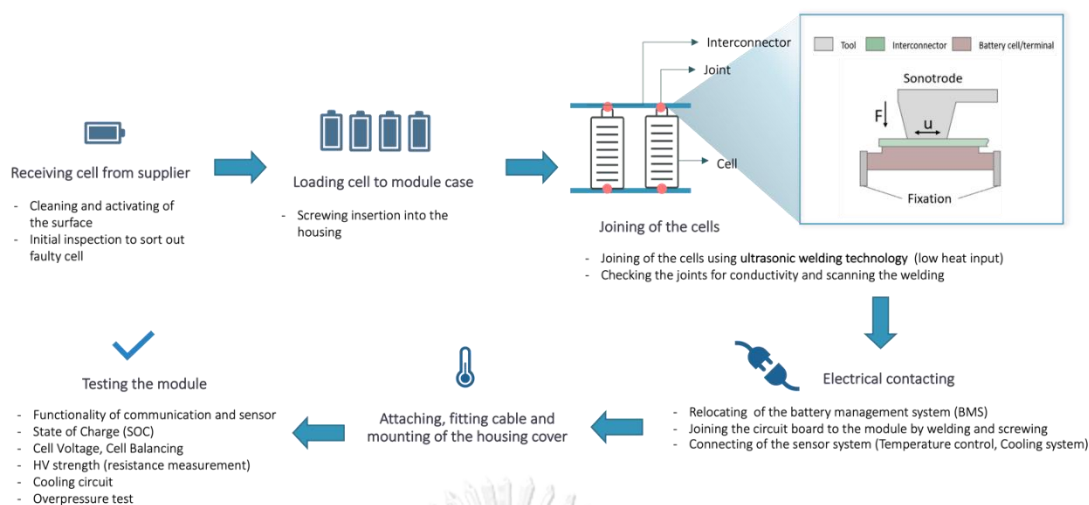 Receiving cell from supplier
- Cleaning and activating of
the surface
- Initial inspection to sort out
faulty cell
Loading cell to module case
- Screwing insertion into the
housing
Interconnector
Joint
Cell
Tool
Interconnector
Battery cell/terminal
Sonotrode
F
u
Fixation
Joining of the cells
- Joining of the cells using ultrasonic welding technology (low heat input)
- Checking the joints for conductivity and scanning the welding
Electrical contacting
- Relocating of the battery management system (BMS)
- Joining the circuit board to the module by welding and screwing
- Connecting of the sensor system (Temperature control, Cooling system)
Attaching, fitting cable and
mounting of the housing cover
Testing the module
- Functionality of communication and sensor
- State of Charge (SOC)
- Cell Voltage, Cell Balancing
- HV strength (resistance measurement)
- Cooling circuit
- Overpressure test